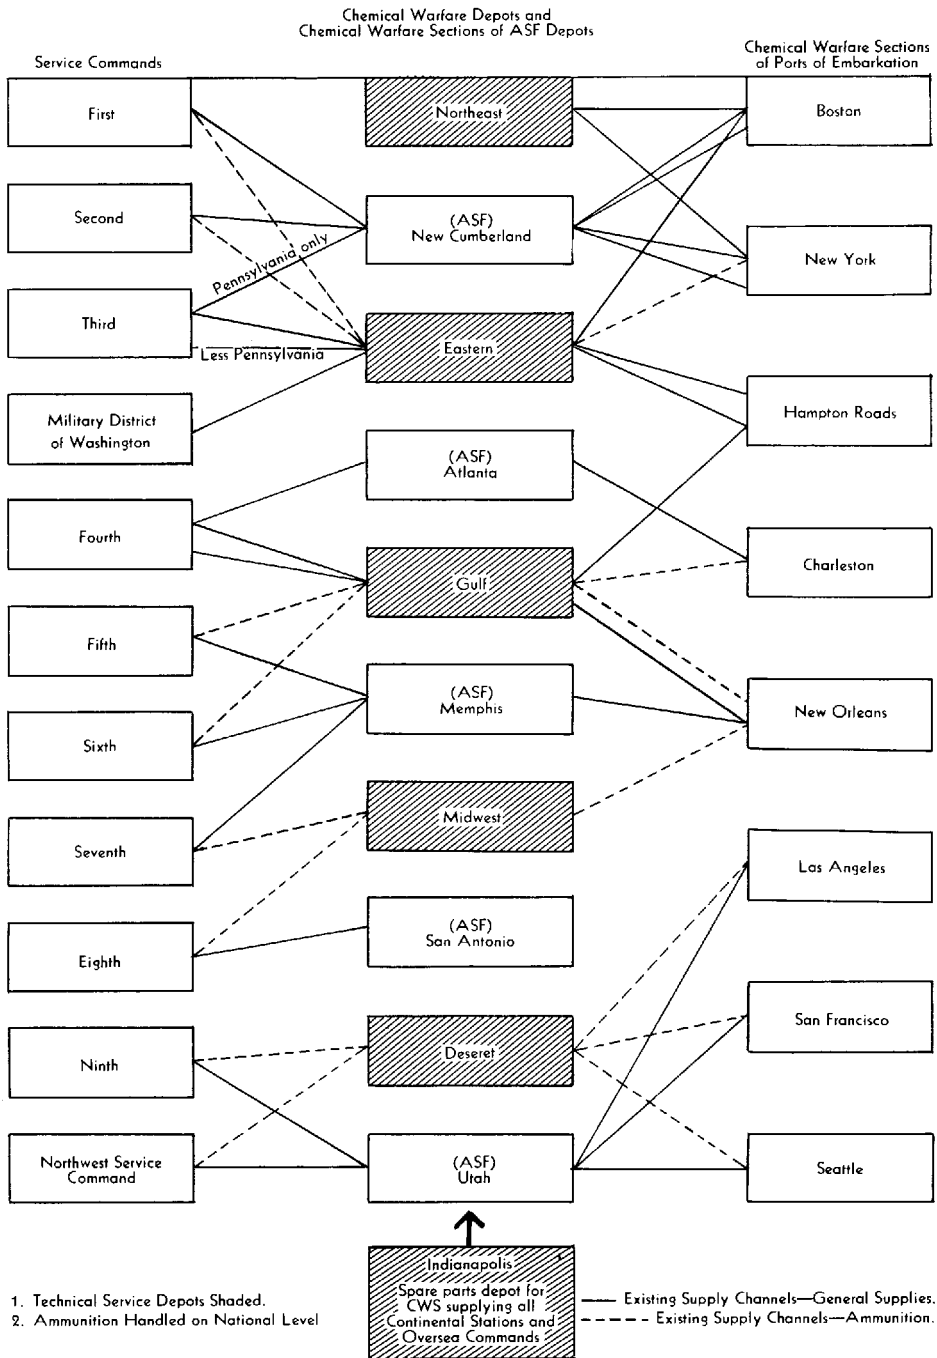 Chemical Warfare Depots and
Chemical Warfare Sections of ASF Depots
Service Commands
Chemical Warfare Sections
of Ports of Embarkation
First
Northeast
Boston
Second
(ASF)
New Cumberland
New York
Pennsylvania only
Third
Less Pennsylvania
Eastern
Hampton Roads
Military District
of Washington
(ASF)
Atlanta
Fourth
Gulf
Charleston
Fifth
(ASF)
Memphis
New Orleans
Sixth
Midwest
Seventh
Las Angeles
(ASF)
San Antonio
Eighth
San Francisco
Ninth
Deseret
Northwest Service
Command
(ASF)
Utah
Seattle
Indianapolis
Spare parts depot for
CWS supplying all
Continental Stations and
Oversea Commands
1. Technical Service Depots Shaded.
2. Ammunition Handled on National Level
Existing Supply Channels—General Supplies.
Existing Supply Channels—Ammunition.